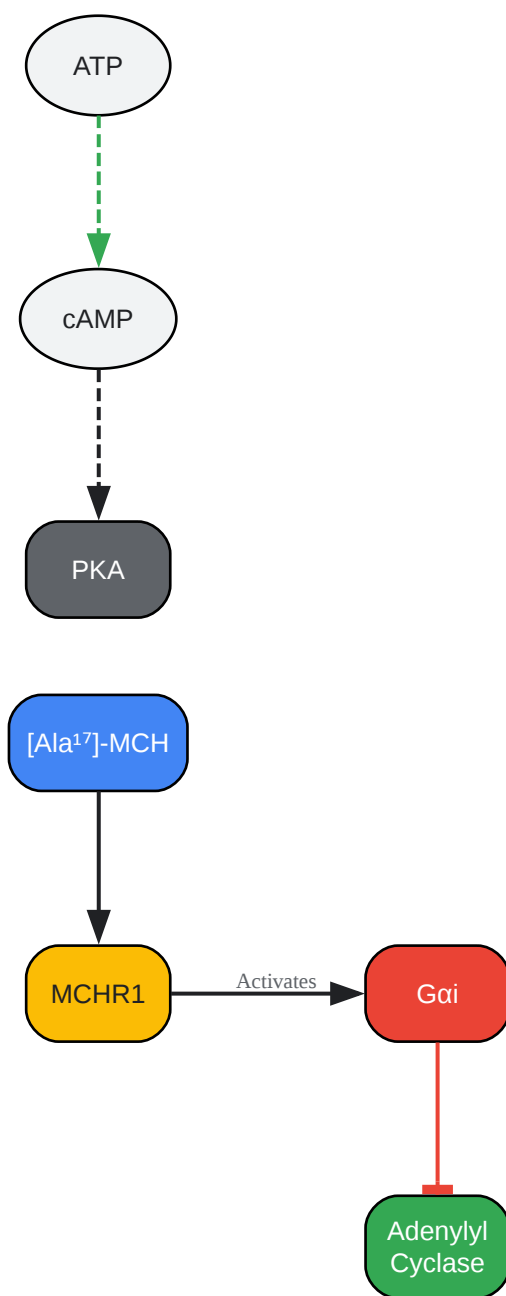 ATP
cAMP
PKA
[Ala¹⁷]-MCH
MCHR1
Activates
Gαi
Adenylyl
Cyclase